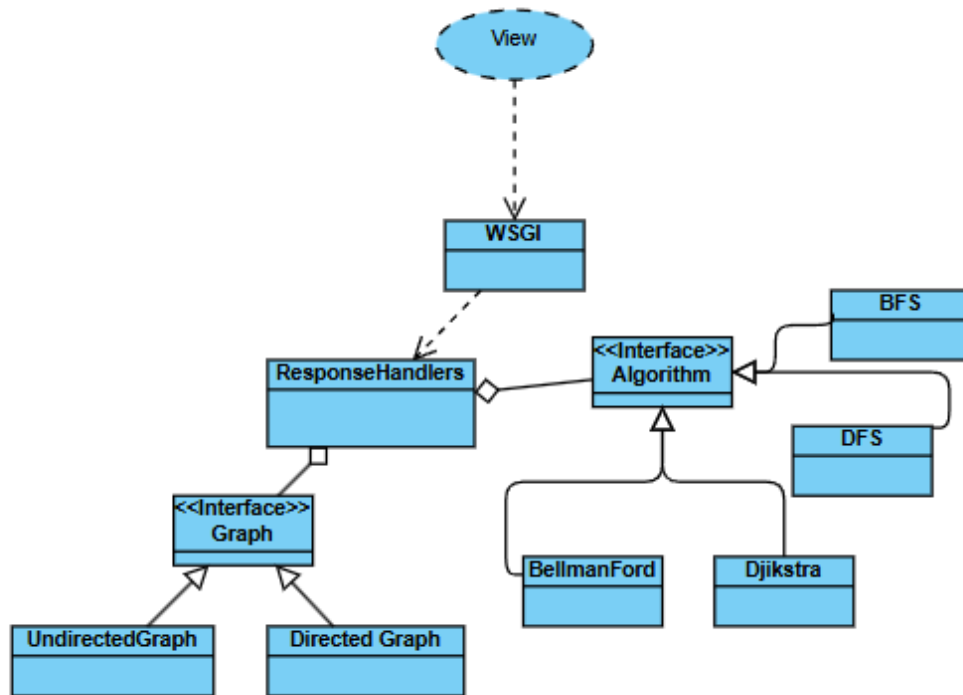 View
WSGI
BFS
<<Interface>>
Algorithm
ResponseHandlers
DFS
<<Interface>>
Graph
BellmanFord
Djikstra
UndirectedGraph
Directed Graph